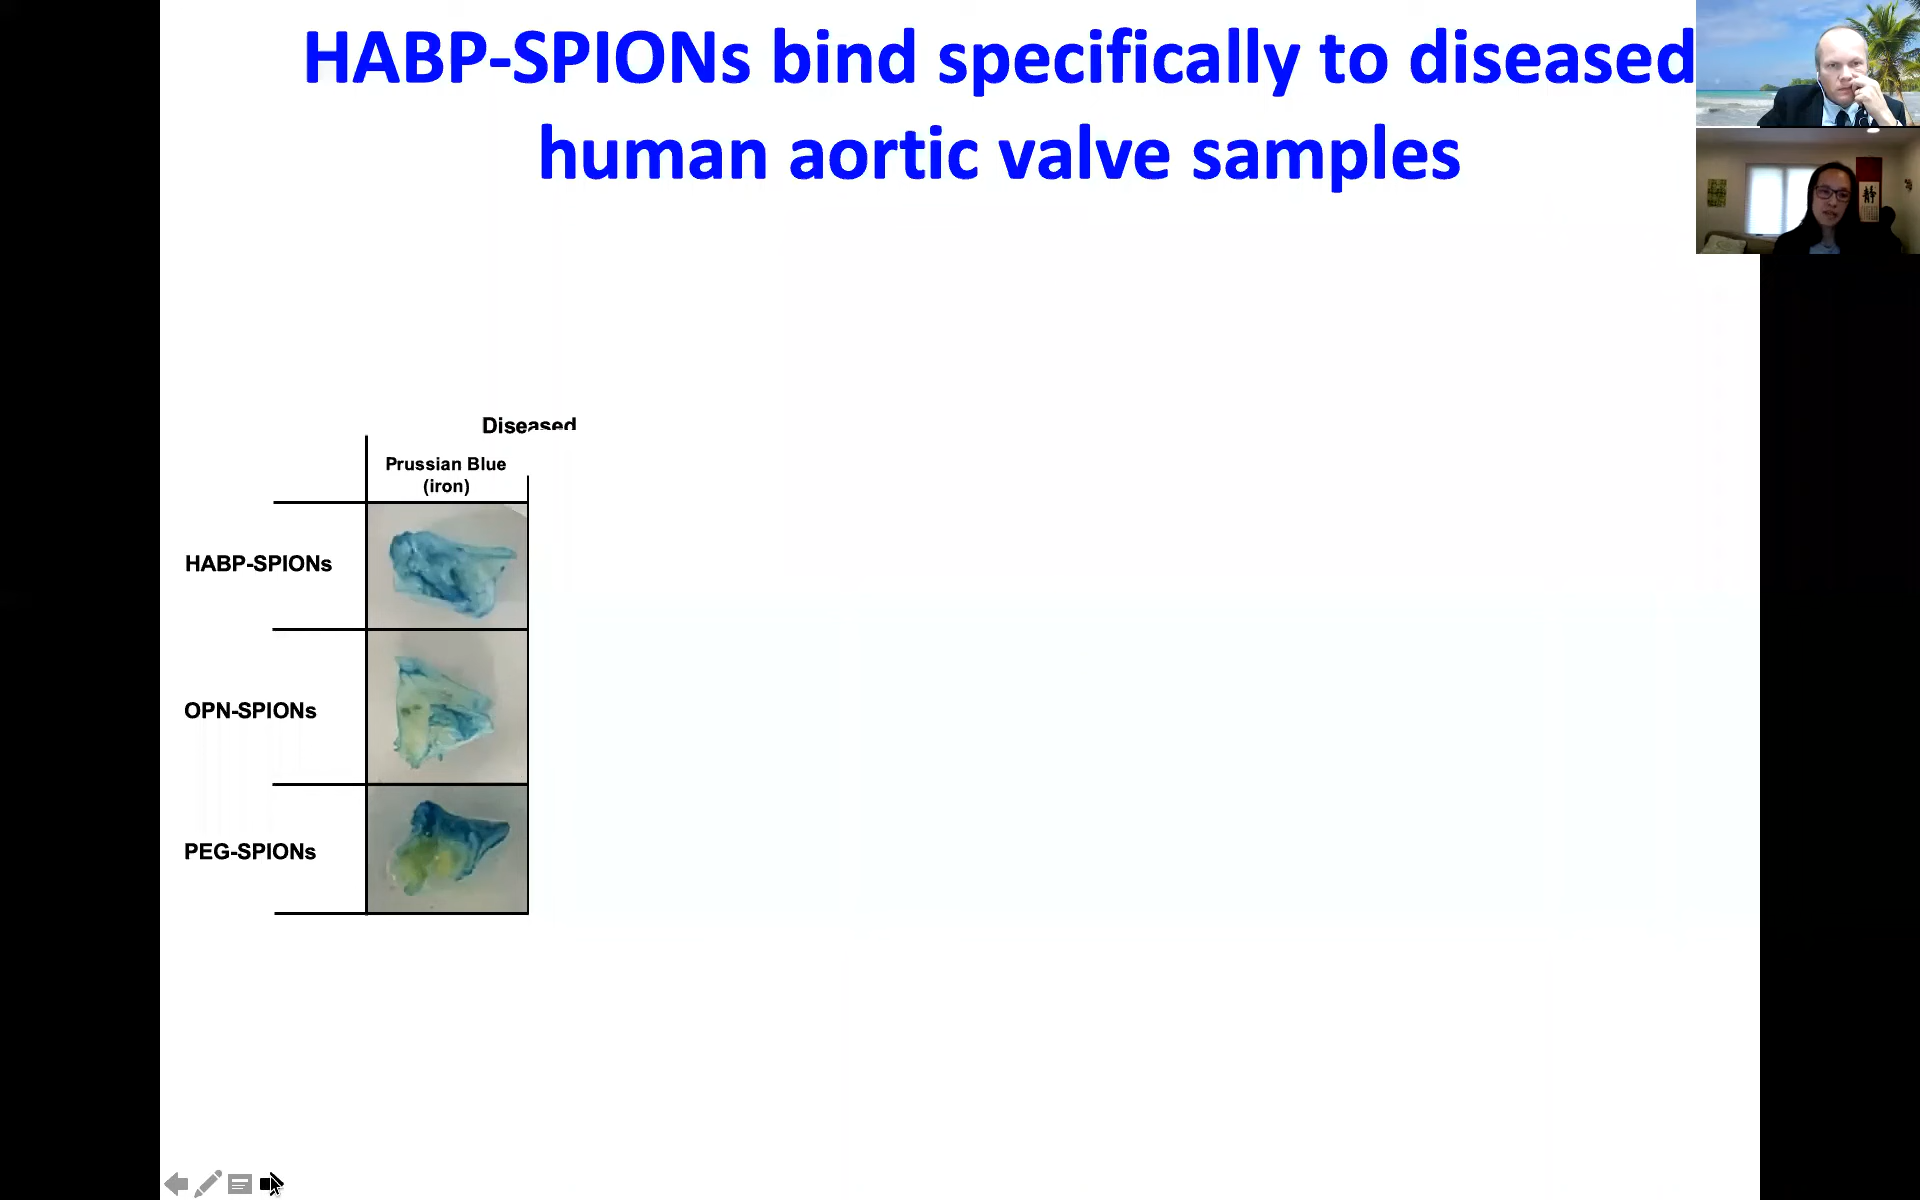 HABP-SPIONs bind specifically to diseased
human aortic valve samples
Diseased
Prussian Blue
(iron)
HABP-SPIONs
OPN-SPIONs
PEG-SPIONs
靜